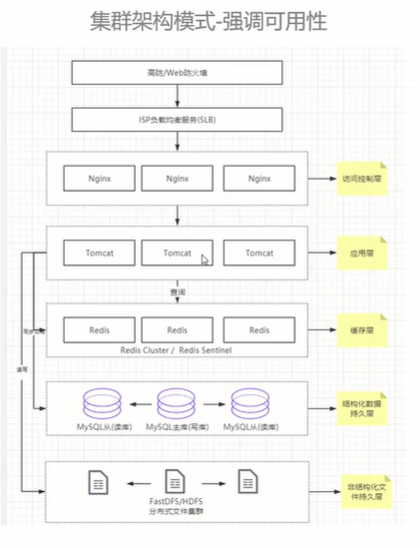 集群架构模式-强调可用性
高防/Web防火墙
ISP负载均衡服务(SLB)
Nginx
Nginx
Nginx
访问控制层
Tomcat
Tomcat
Tomcat
应用层
查询
Redis
Redis
Redis
缓存层
Redis Cluster / Redis Sentinel
MySQL从(读库)
MySQL主库(写库)
MySQL从(读库)
结构化数据
持久层
FastDFS/HDFS
分布式文件集群
非结构化文
件持久层